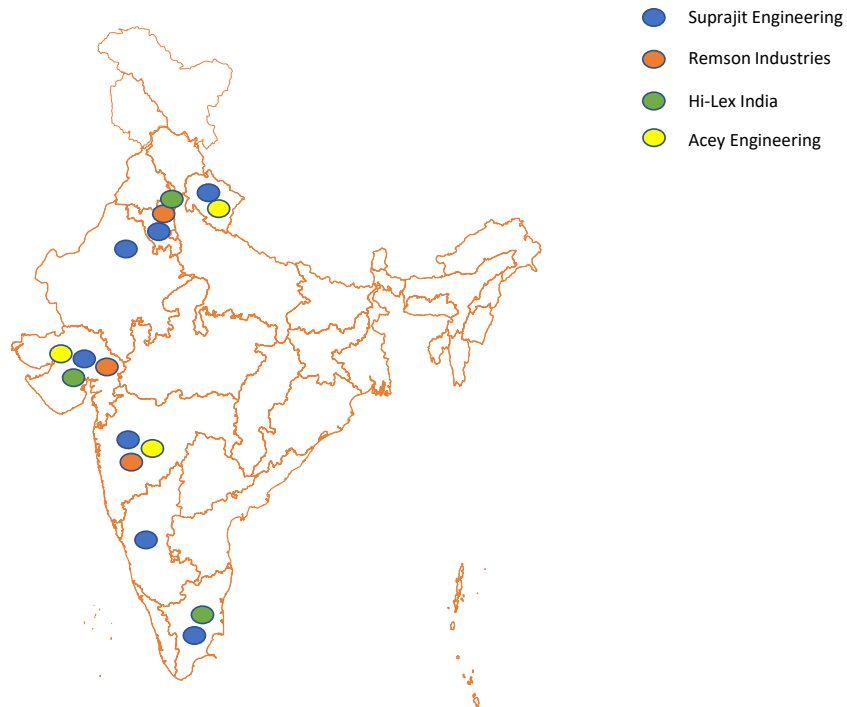 Suprajit Engineering
Remson Industries
Hi-Lex India
Acey Engineering